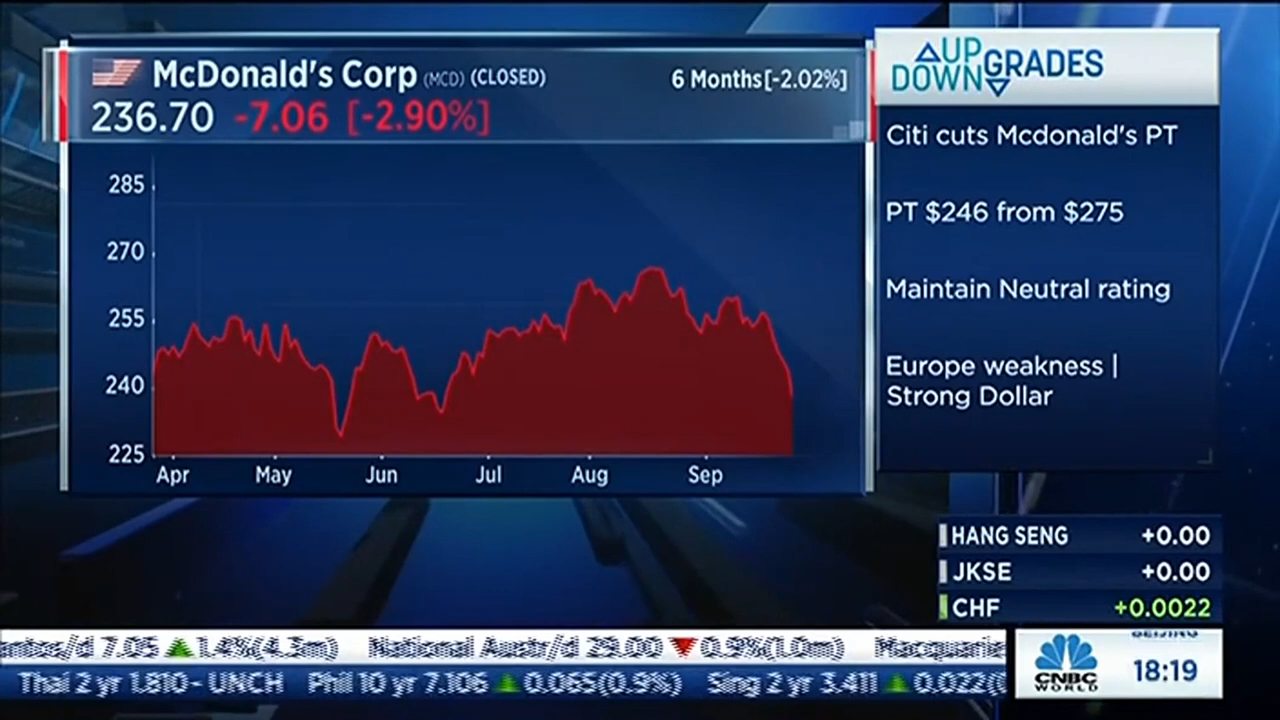 McDonald's Corp (MCD) (CLOSED)
6 Months[-2.02%]
236.70 -7.06 [-2.90%]
285
270
255
240
225
Apr May Jun Jul Aug Sep
UP
DOWN
GRADES
Citi cuts Mcdonald's PT
PT $246 from $275
Maintain Neutral rating
Europe weakness |
Strong Dollar
HANG SENG +0.00
JKSE +0.00
CHF +0.0022
7.05 1.4%(4.3m) National Austr/d 29.00 0.9%(1.0m) Macquarie
Thai 2 yr 1.810 - UNCH Phil 10 yr 7.106 0.065(0.9%) Sing 2 yr 3.411 0.022(
BEIJING
18:19
CNBC
WORLD